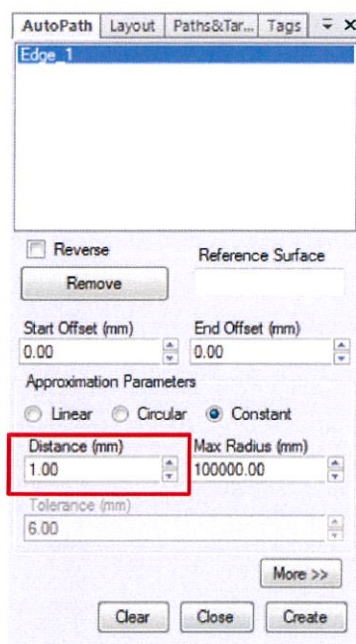 AutoPath Layout Paths&Tar... Tags
Edge_1
Reverse
Reference Surface
Remove
Start Offset (mm) End Offset (mm)
0.00 0.00
Approximation Parameters
Linear Circular Constant
Distance (mm) Max Radius (mm)
1.00 100000.00
Tolerance (mm)
6.00
More >>
Clear Close Create